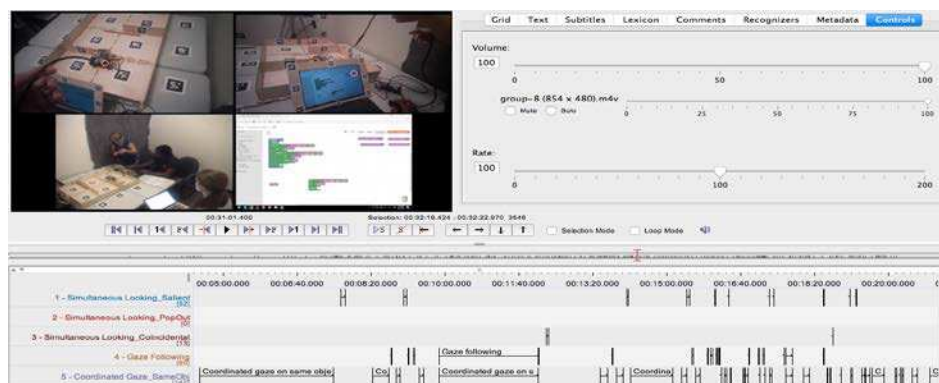 Grid Text Subtitles Lexicon Comments Recognizers Metadata Controls
Volume:
100
0 50 100
group-8 (854 x 480).m4v
Mute Solo
0 25 50 75 100
Rate:
100
0 100 200
00:31:01.400
Selection: 00:32:19.424 - 00:32:22.970 3546
Selection Mode Loop Mode
00:05:00.000 00:06:40.000 00:08:20.000 00:10:00.000 00:11:40.000 00:13:20.000 00:15:00.000 00:16:40.000 00:18:20.000 00:20:00.000
1 - Simultaneous Looking_Salient
2 - Simultaneous Looking_PopOut
3 - Simultaneous Looking_Coincidental
4 - Gaze Following
Gaze following
5 - Coordinated Gaze_SameObj
Coordinated gaze on same obje Co Coordinated gaze on s Coordina C